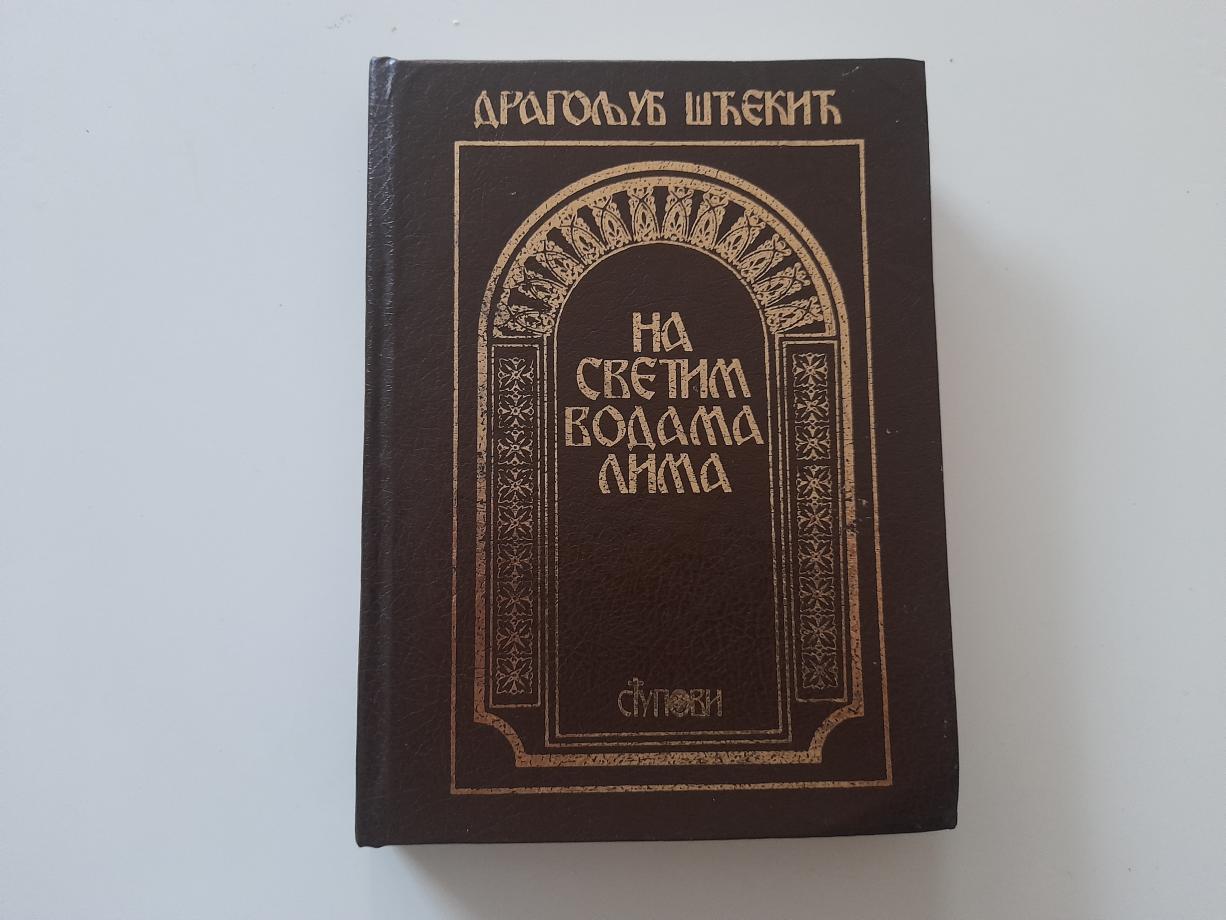 ДРАГОЉУБ ШЋЕКИЋ
НА
СВЕТИМ
ВОДАМА
ЛИМА
СТУПОВИ